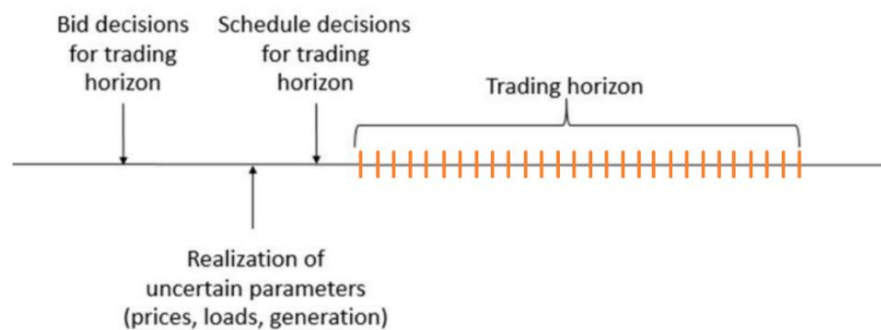 Bid decisions
for trading
horizon
Schedule decisions
for trading
horizon
Trading horizon
Realization of
uncertain parameters
(prices, loads, generation)